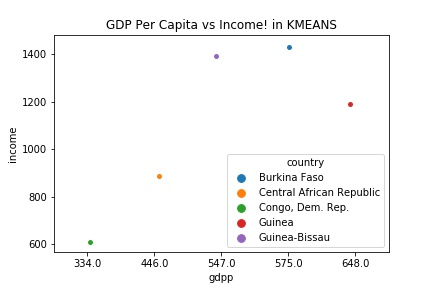 GDP Per Capita vs Income! in KMEANS
1400
1200
1000
800
600
income
country
Burkina Faso
Central African Republic
Congo, Dem. Rep.
Guinea
Guinea-Bissau
334.0 446.0 547.0 575.0 648.0
gdpp